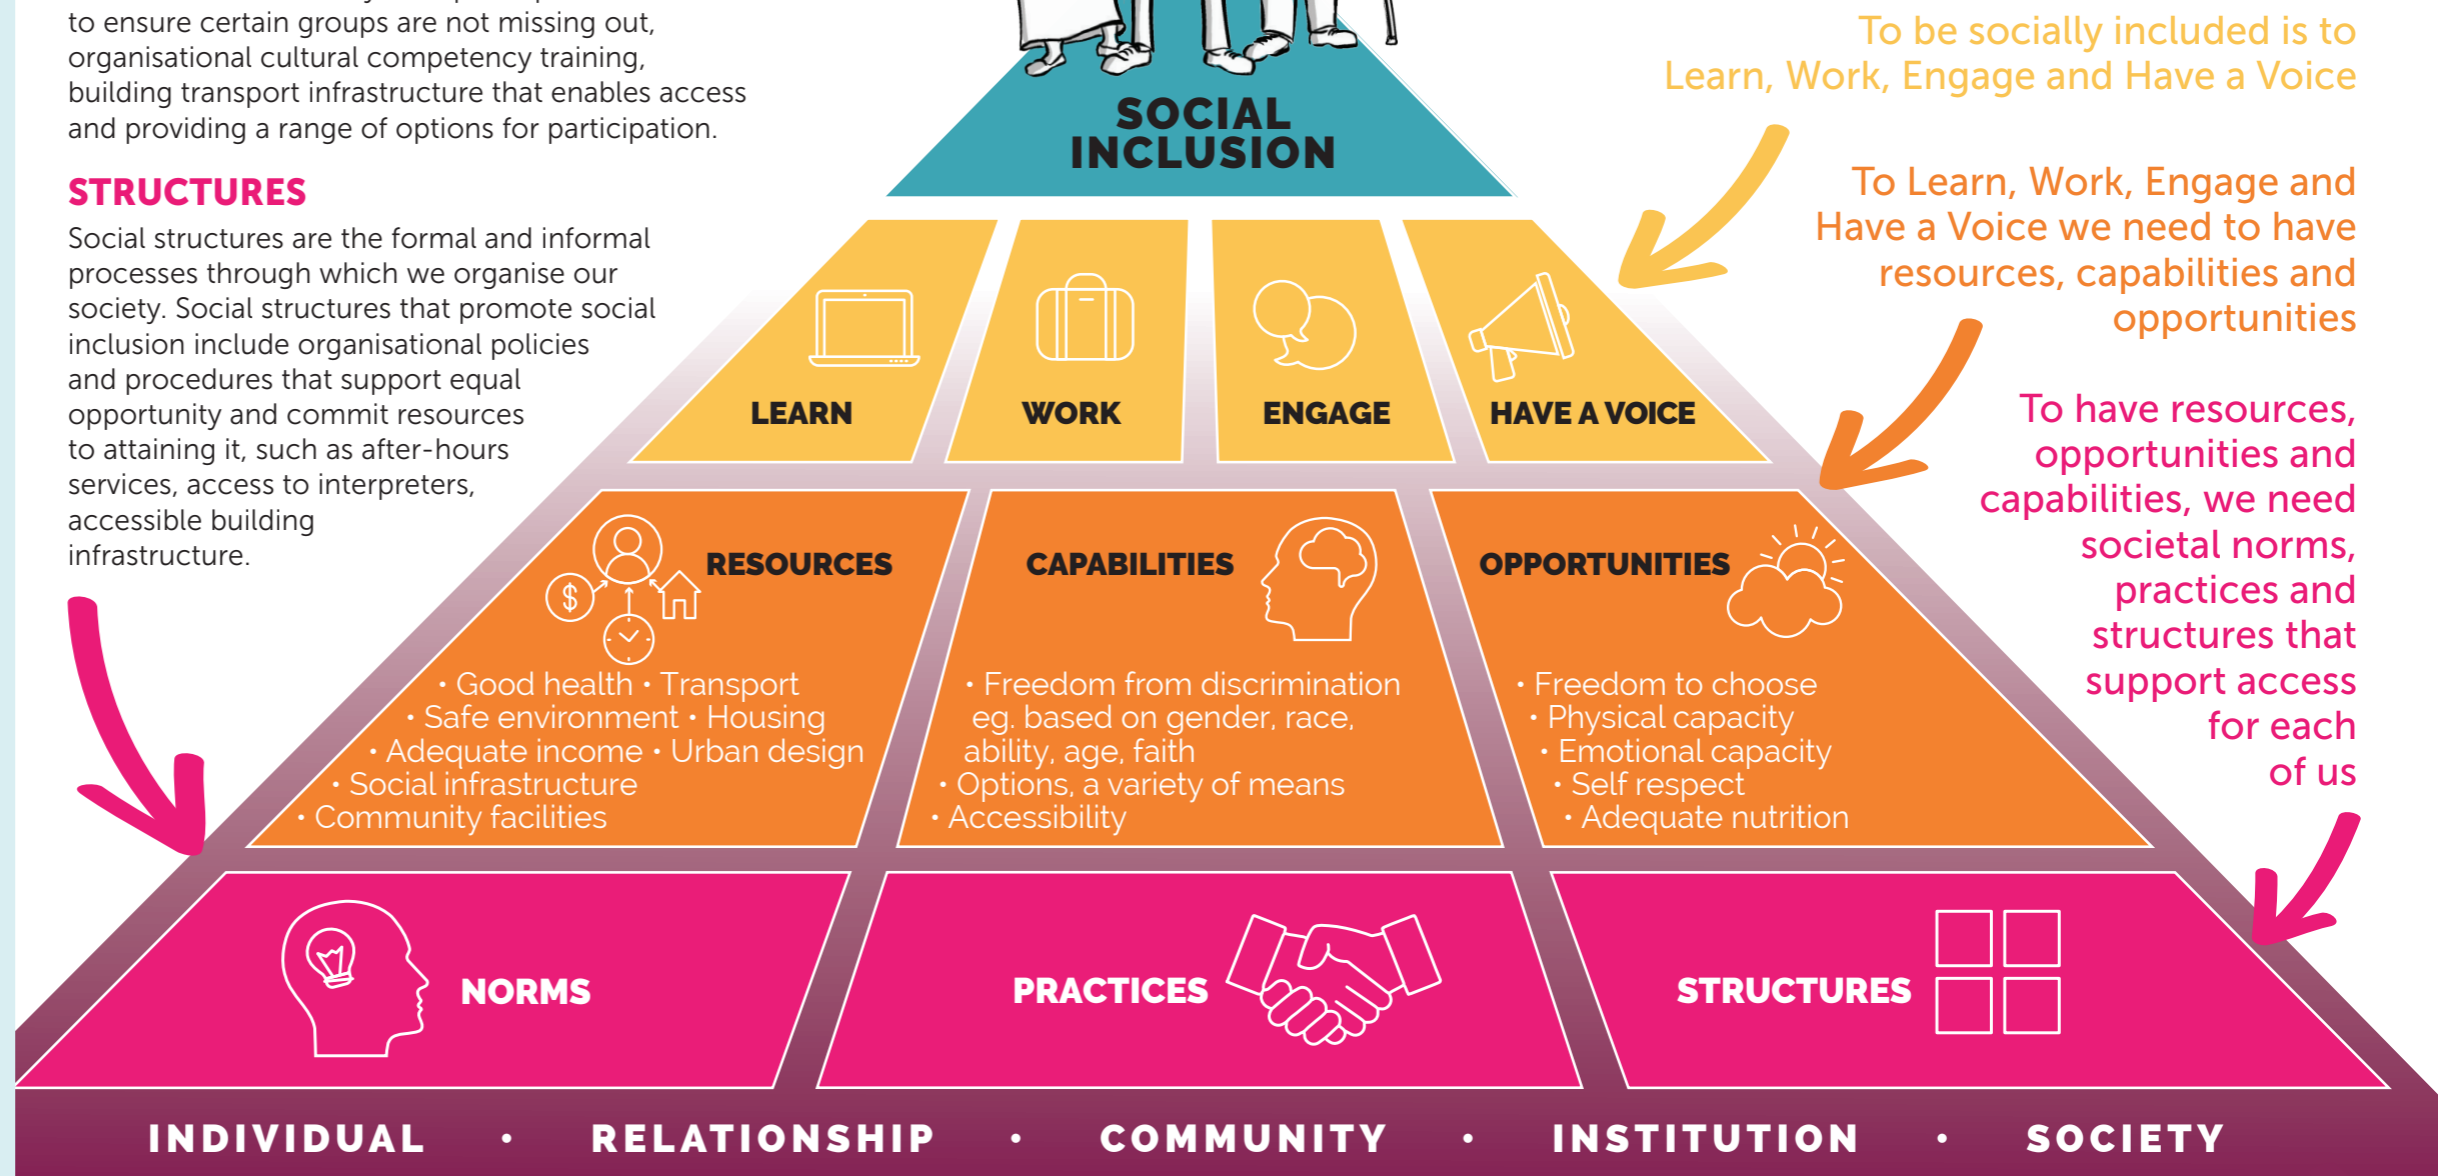 to ensure certain groups are not missing out,
organisational cultural competency training,
building transport infrastructure that enables access
and providing a range of options for participation.
STRUCTURES
Social structures are the formal and informal
processes through which we organise our
society. Social structures that promote social
inclusion include organisational policies
and procedures that support equal
opportunity and commit resources
to attaining it, such as after-hours
services, access to interpreters,
accessible building
infrastructure.
SOCIAL
INCLUSION
To be socially included is to
Learn, Work, Engage and Have a Voice
To Learn, Work, Engage and
Have a Voice we need to have
resources, capabilities and
opportunities
To have resources,
opportunities and
capabilities, we need
societal norms,
practices and
structures that
support access
for each
of us
LEARN
WORK
ENGAGE
HAVE A VOICE
RESOURCES
$
• Good health • Transport
• Safe environment • Housing
• Adequate income • Urban design
• Social infrastructure
• Community facilities
CAPABILITIES
• Freedom from discrimination
eg. based on gender, race,
ability, age, faith
• Options, a variety of means
• Accessibility
OPPORTUNITIES
• Freedom to choose
• Physical capacity
• Emotional capacity
• Self respect
• Adequate nutrition
NORMS
PRACTICES
STRUCTURES
INDIVIDUAL • RELATIONSHIP • COMMUNITY • INSTITUTION • SOCIETY